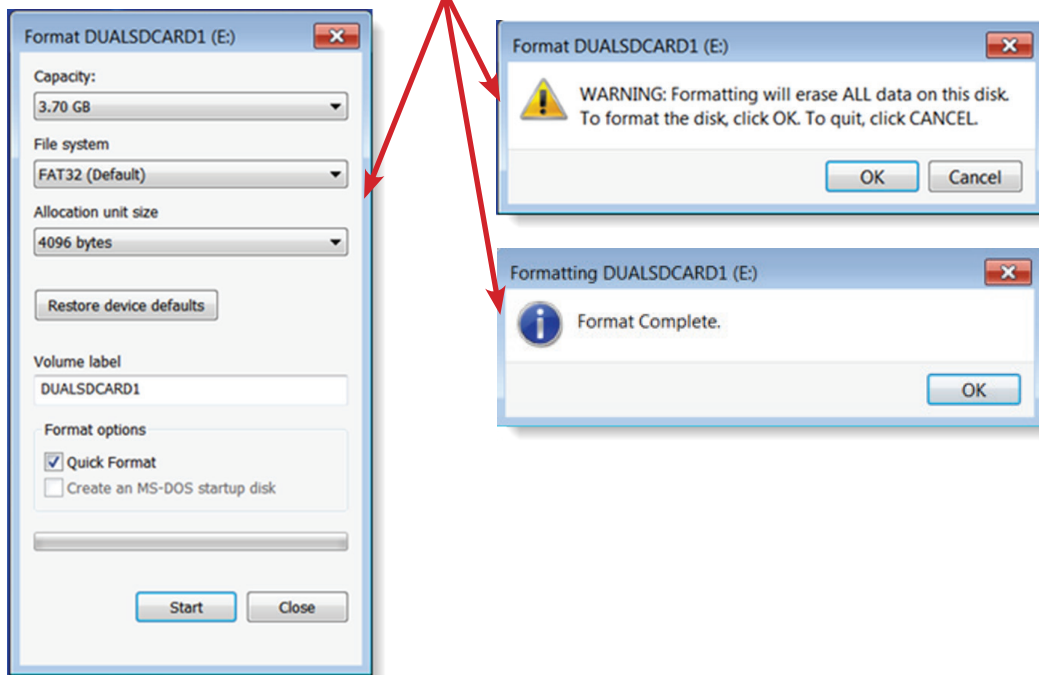 Format DUALSDCARD1 (E:)
Capacity:
3.70 GB
File system
FAT32 (Default)
Allocation unit size
4096 bytes
Restore device defaults
Volume label
DUALSDCARD1
Format options
Quick Format
Create an MS-DOS startup disk
Start
Close
Format DUALSDCARD1 (E:)
WARNING: Formatting will erase ALL data on this disk.
To format the disk, click OK. To quit, click CANCEL.
OK
Cancel
Formatting DUALSDCARD1 (E:)
Format Complete.
OK